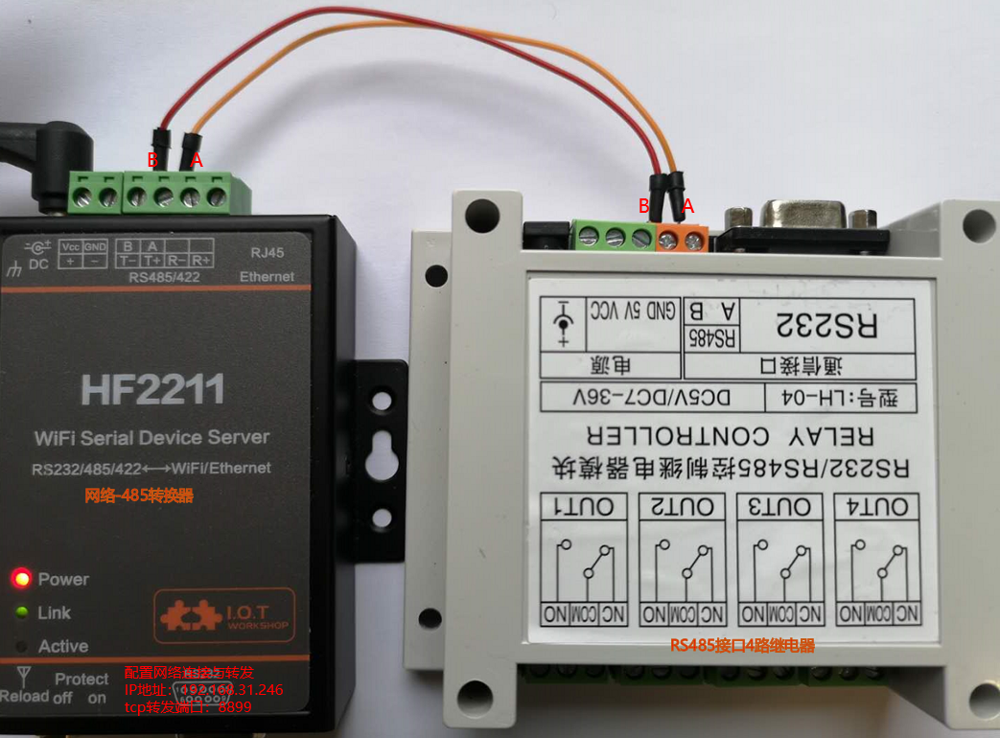 B A
B A
Vcc GND B A
DC + − T− T+ R− R+
RS485/422
RJ45
Ethernet
HF2211
WiFi Serial Device Server
RS232/485/422⟷WiFi/Ethernet
网络-485转换器
Power
Link
Active
I.O.T
WORKSHOP
Reload
Protect
off on
RS232
配置网络连接与转发
IP地址：192.168.31.246
tcp转发端口：8899
RS232
RS485
A B
GND 5V VCC
+ −
通信接口
电源
型号:LH-04
DC5V/DC7-36V
RELAY CONTROLLER
RS232/RS485控制继电器模块
OUT4 OUT3 OUT2 OUT1
NC COM NO NC COM NO NC COM NO NC COM NO
RS485接口4路继电器